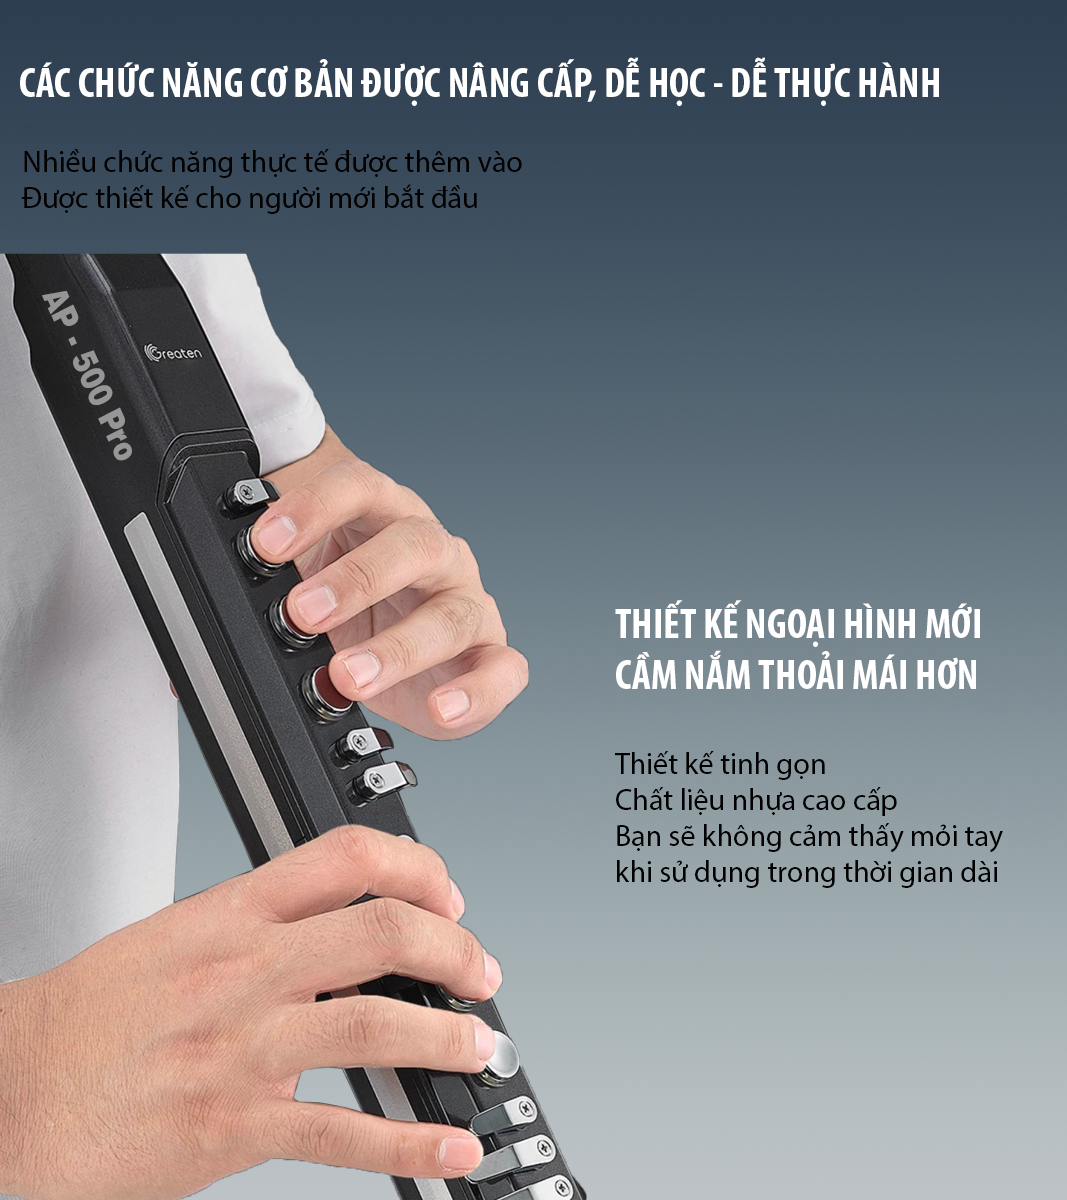 CÁC CHỨC NĂNG CƠ BẢN ĐƯỢC NÂNG CẤP, DỄ HỌC - DỄ THỰC HÀNH
Nhiều chức năng thực tế được thêm vào
Được thiết kế cho người mới bắt đầu
AP - 500 Pro
Greaten
THIẾT KẾ NGOẠI HÌNH MỚI
CẦM NẮM THOẢI MÁI HƠN
Thiết kế tinh gọn
Chất liệu nhựa cao cấp
Bạn sẽ không cảm thấy mỏi tay
khi sử dụng trong thời gian dài